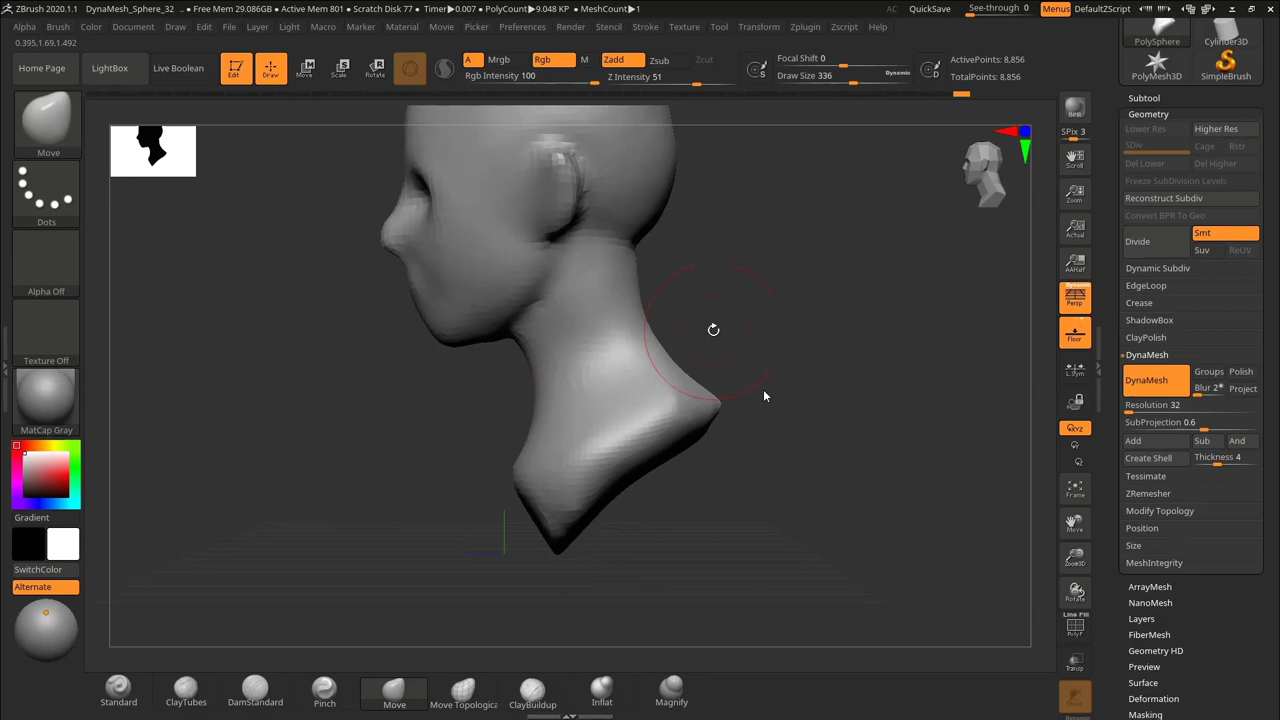 ZBrush 2020.1.1 DynaMesh_Sphere_32 .. • Free Mem 29.086GB • Active Mem 801 • Scratch Disk 77 • Timer▶0.007 • PolyCount▶9.048 KP • MeshCount▶1 AC QuickSave See-through 0 Menus DefaultZScript
Alpha Brush Color Document Draw Edit File Layer Light Macro Marker Material Movie Picker Preferences Render Stencil Stroke Texture Tool Transform Zplugin Zscript Help
0.395,1.69,1.492
Home Page LightBox Live Boolean Edit Draw Move Scale Rotate
A Mrgb Rgb M Zadd Zsub Zcut
Rgb Intensity 100 Z Intensity 51
S Focal Shift 0
Draw Size 336 Dynamic D
ActivePoints: 8,856
TotalPoints: 8,856
Move
Dots
Alpha Off
Texture Off
MatCap Gray
Gradient
SwitchColor
Alternate
BPR
SPix 3
Scroll
Zoom
Actual
AAHalf
Dynamic
Persp
Floor
L.Sym
XYZ
Frame
Move
Zoom3D
Rotate
Line Fill
PolyF
Transp
Dynamic
PolySphere Cylinder3D
PolyMesh3D SimpleBrush
Subtool
Geometry
Lower Res Higher Res
SDiv Cage Rstr
Del Lower Del Higher
Freeze SubDivision Levels
Reconstruct Subdiv
Convert BPR To Geo
Divide Smt
Suv ReUV
Dynamic Subdiv
EdgeLoop
Crease
ShadowBox
ClayPolish
DynaMesh
DynaMesh Groups Polish
Blur 2 Project
Resolution 32
SubProjection 0.6
Add Sub And
Create Shell Thickness 4
Tessimate
ZRemesher
Modify Topology
Position
Size
MeshIntegrity
ArrayMesh
NanoMesh
Layers
FiberMesh
Geometry HD
Preview
Surface
Deformation
Masking
Standard ClayTubes DamStandard Pinch Move Move Topologica ClayBuildup Inflat Magnify